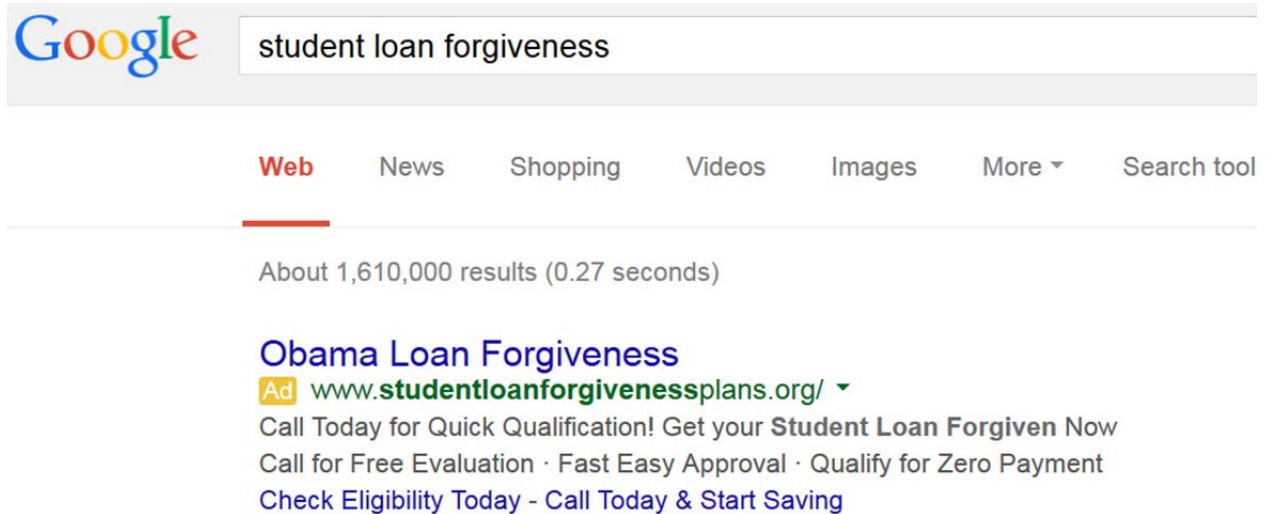 Google student loan forgiveness
Web News Shopping Videos Images More Search tool
About 1,610,000 results (0.27 seconds)
Obama Loan Forgiveness
Ad www.studentloanforgivenessplans.org/
Call Today for Quick Qualification! Get your Student Loan Forgiven Now
Call for Free Evaluation · Fast Easy Approval · Qualify for Zero Payment
Check Eligibility Today - Call Today & Start Saving